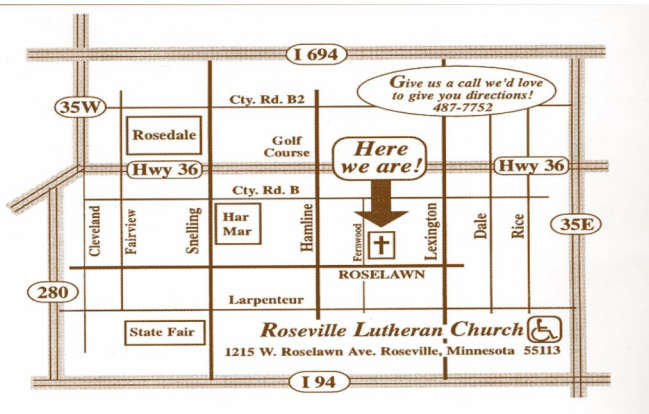 I 694
Give us a call we'd love
to give you directions!
487-7752
35W
Cty. Rd. B2
Rosedale
Golf
Course
Here
we are!
Hwy 36
Hwy 36
Cty. Rd. B
Cleveland
Fairview
Snelling
Har
Mar
Hamline
Fernwood
Lexington
Dale
Rice
35E
ROSELAWN
280
Larpenteur
State Fair
Roseville Lutheran Church
1215 W. Roselawn Ave. Roseville, Minnesota 55113
I 94